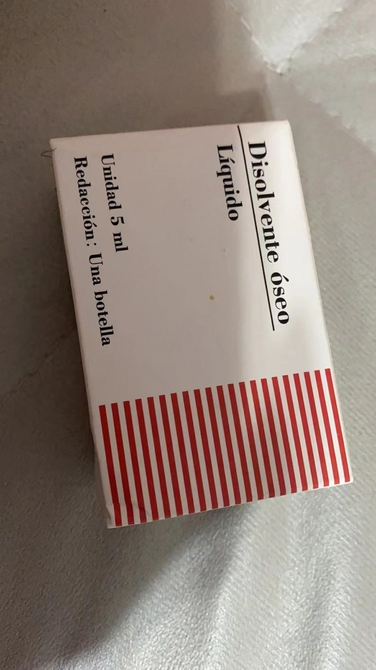 Disolvente óseo
Líquido
Unidad 5 ml
Redacción: Una botella